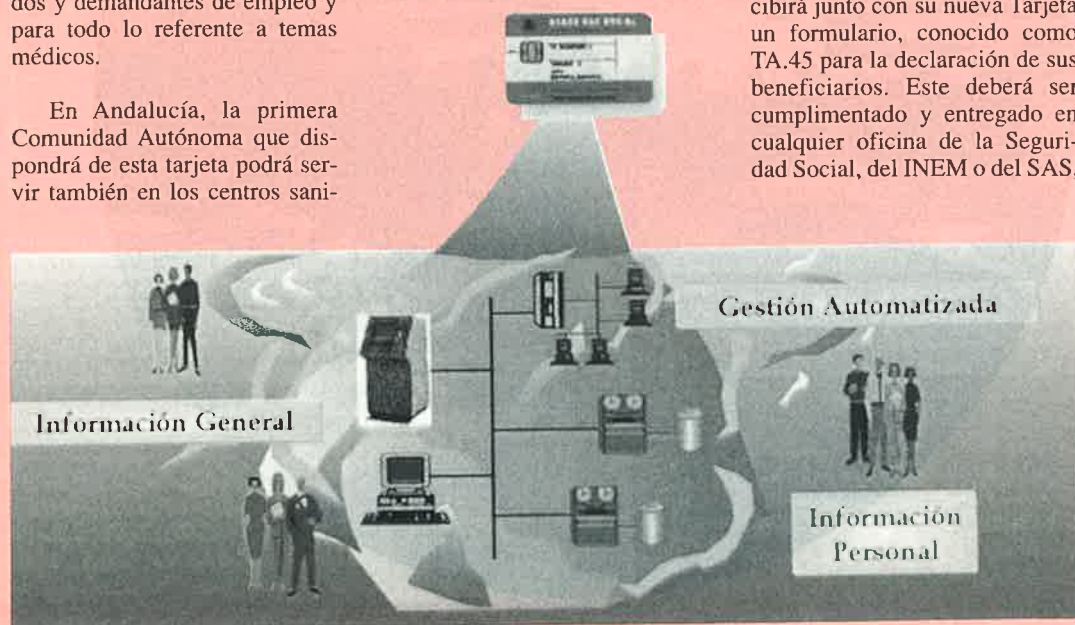 dos y demandantes de empleo y
para todo lo referente a temas
médicos.
En Andalucía, la primera
Comunidad Autónoma que dis-
pondrá de esta tarjeta podrá ser-
vir también en los centros sani-
cibirá junto con su nueva Tarjeta
un formulario, conocido como
TA.45 para la declaración de sus
beneficiarios. Este deberá ser
cumplimentado y entregado en
cualquier oficina de la Seguri-
dad Social, del INEM o del SAS,
Gestión Automatizada
Información General
Información
Personal